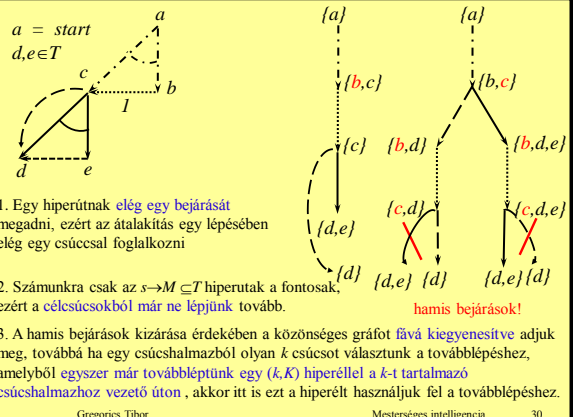 a = start
d,e∈T
a
c
b
1
d
e
{a}
{b,c}
{c}
{d,e}
{d}
{a}
{b,c}
{b,d}
{b,d,e}
{c,d}
{c,d,e}
{d,e} {d}
{d,e} {d}
hamis bejárások!
1. Egy hiperútnak elég egy bejárását
megadni, ezért az átalakítás egy lépésében
elég egy csúccsal foglalkozni
2. Számunkra csak az s→M ⊆T hiperutak a fontosak,
ezért a célcsúcsokból már ne lépjünk tovább.
3. A hamis bejárások kizárása érdekében a közönséges gráfot fává kiegyenesítve adjuk
meg, továbbá ha egy csúcshalmazból olyan k csúcsot választunk a továbblépéshez,
amelyből egyszer már továbbléptünk egy (k,K) hiperéllel a k-t tartalmazó
csúcshalmazhoz vezető úton , akkor itt is ezt a hiperélt használjuk fel a továbblépéshez.
Gregorics Tibor
Mesterséges intelligencia
30